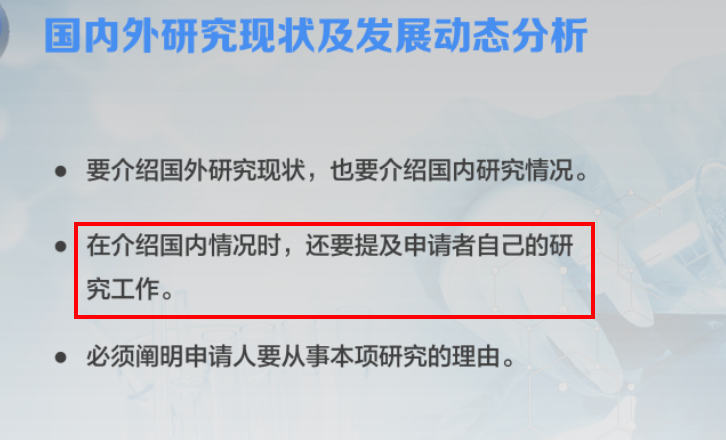 国内外研究现状及发展动态分析
● 要介绍国外研究现状，也要介绍国内研究情况。
● 在介绍国内情况时，还要提及申请者自己的研
究工作。
● 必须阐明申请人要从事本项研究的理由。